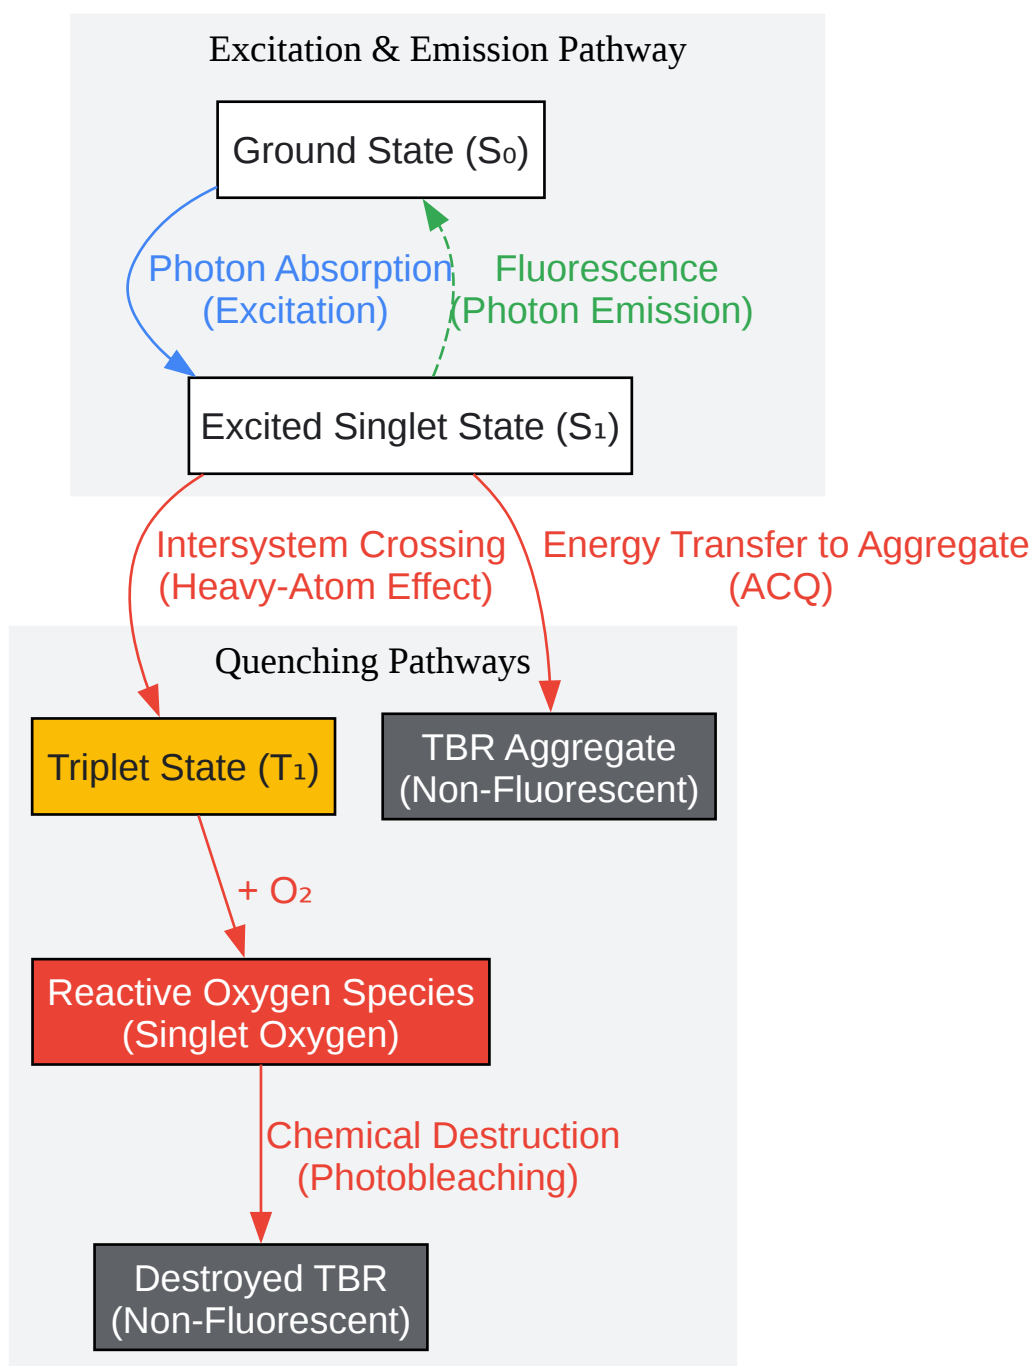 Excitation & Emission Pathway
Ground State (S₀)
Photon Absorption
(Excitation)
Fluorescence
(Photon Emission)
Excited Singlet State (S₁)
Intersystem Crossing
(Heavy-Atom Effect)
Energy Transfer to Aggregate
(ACQ)
Quenching Pathways
Triplet State (T₁)
TBR Aggregate
(Non-Fluorescent)
+ O₂
Reactive Oxygen Species
(Singlet Oxygen)
Chemical Destruction
(Photobleaching)
Destroyed TBR
(Non-Fluorescent)